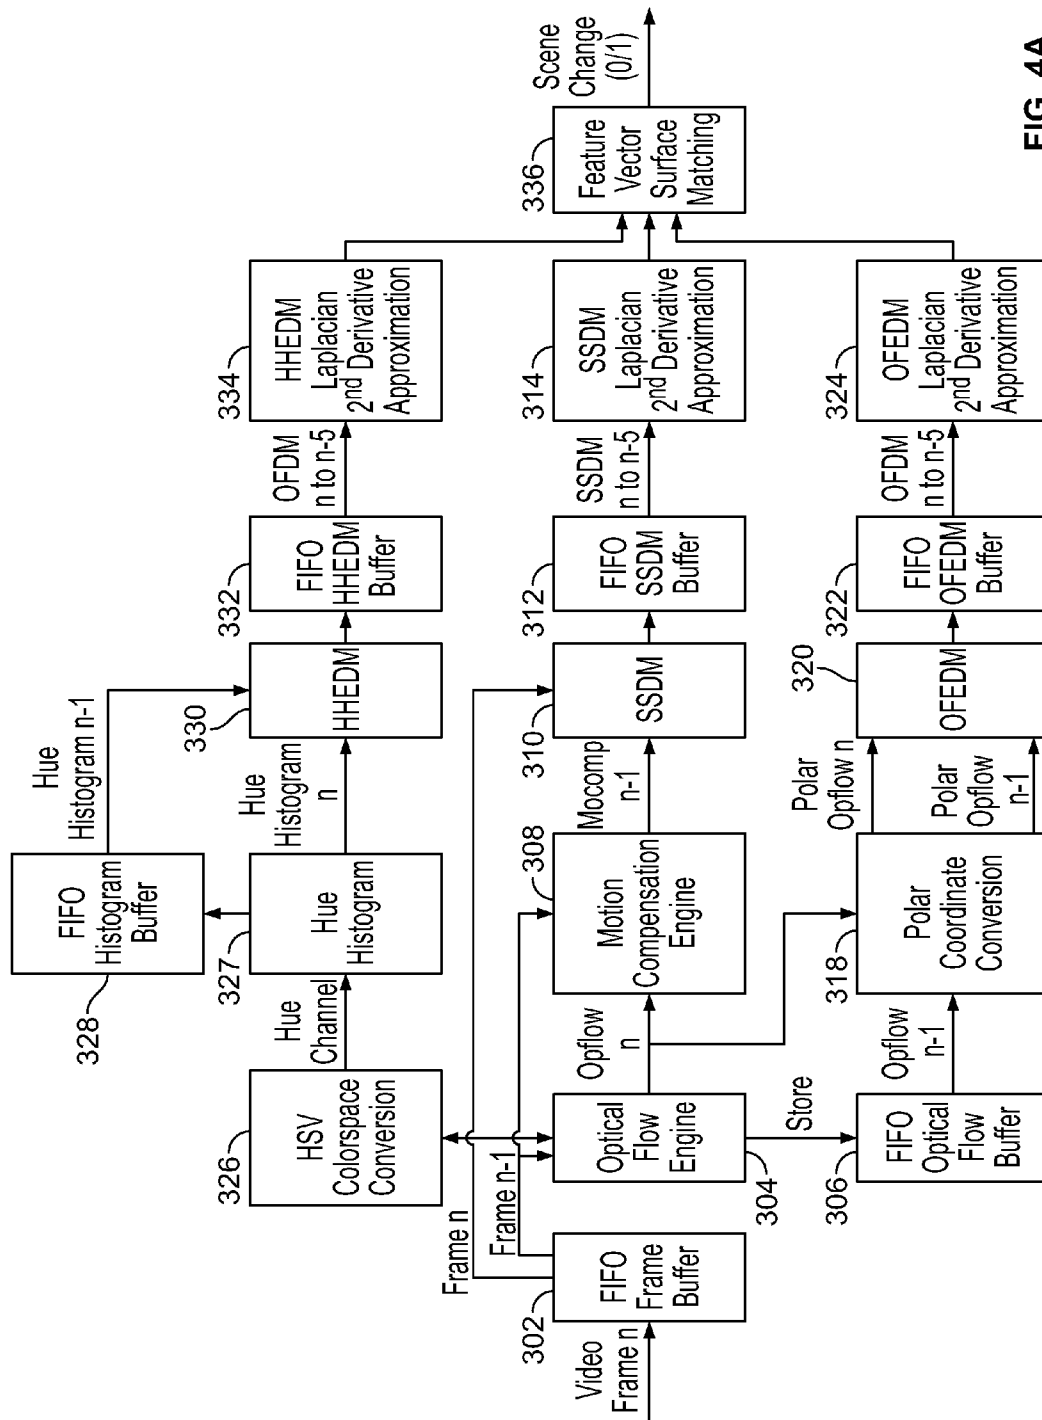 Video
Frame n
302
FIFO
Frame
Buffer
Frame n
Frame n-1
326
HSV
Colorspace
Conversion
Hue
Channel
327
Hue
Histogram
328
FIFO
Histogram
Buffer
Hue
Histogram n-1
Hue
Histogram
n
330
HHEDM
332
FIFO
HHEDM
Buffer
OFDM
n to n-5
334
HHEDM
Laplacian
2nd Derivative
Approximation
304
Optical
Flow
Engine
Opflow
n
308
Motion
Compensation
Engine
Mocomp
n-1
310
SSDM
312
FIFO
SSDM
Buffer
SSDM
n to n-5
314
SSDM
Laplacian
2nd Derivative
Approximation
Store
306
FIFO
Optical
Flow
Buffer
Opflow
n-1
318
Polar
Coordinate
Conversion
Polar
Opflow n
Polar
Opflow
n-1
320
OFEDM
322
FIFO
OFEDM
Buffer
OFDM
n to n-5
324
OFEDM
Laplacian
2nd Derivative
Approximation
336
Feature
Vector
Surface
Matching
Scene
Change
(0/1)
FIG. 4A